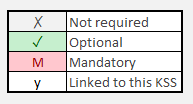 ╳ Not required
✓ Optional
M Mandatory
y Linked to this KSS